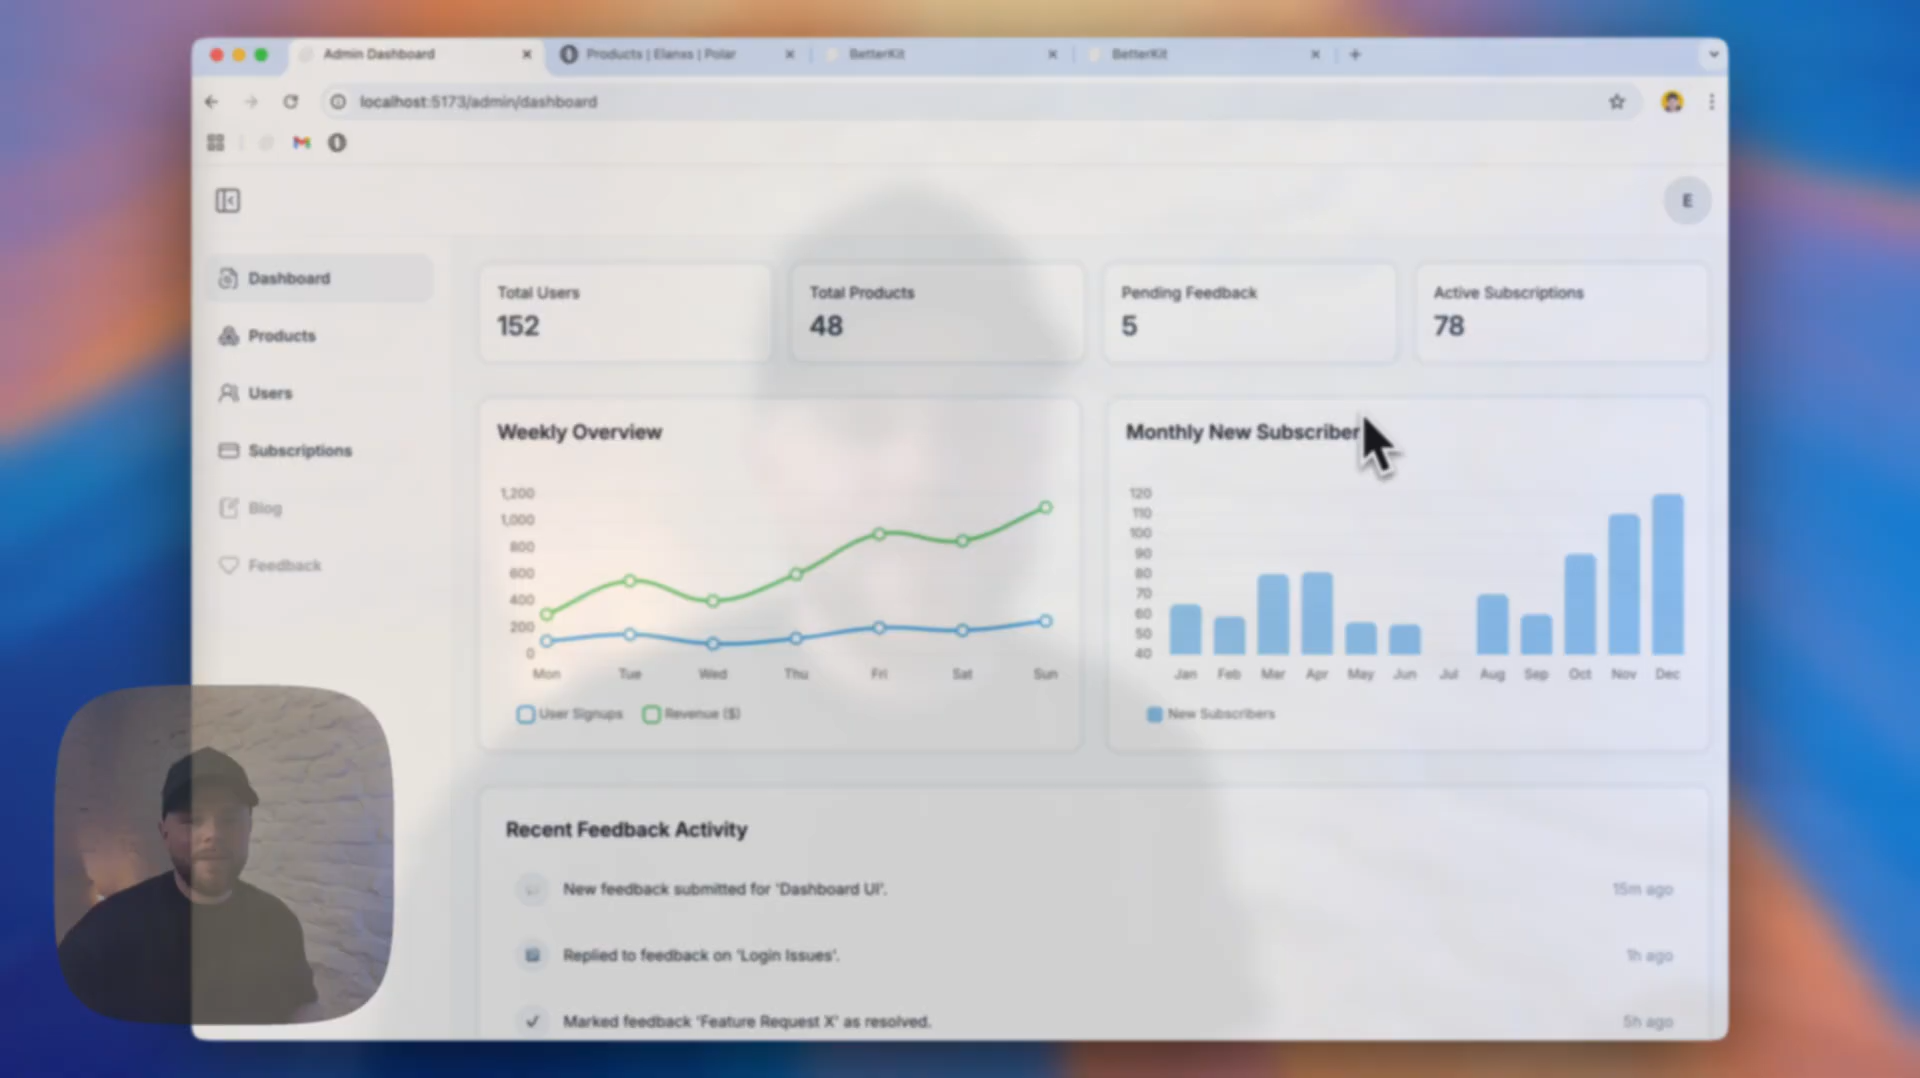 Admin Dashboard
Products | Elanxs | Polar
BetterKit
BetterKit
localhost:5173/admin/dashboard
E
Dashboard
Products
Users
Subscriptions
Blog
Feedback
Total Users
152
Total Products
48
Pending Feedback
5
Active Subscriptions
78
Weekly Overview
1,200
1,000
800
600
400
200
0
Mon Tue Wed Thu Fri Sat Sun
User Signups Revenue ($)
Monthly New Subscriber
120
110
100
90
80
70
60
50
40
Jan Feb Mar Apr May Jun Jul Aug Sep Oct Nov Dec
New Subscribers
Recent Feedback Activity
New feedback submitted for 'Dashboard UI'.
15m ago
Replied to feedback on 'Login Issues'.
1h ago
Marked feedback 'Feature Request X' as resolved.
5h ago